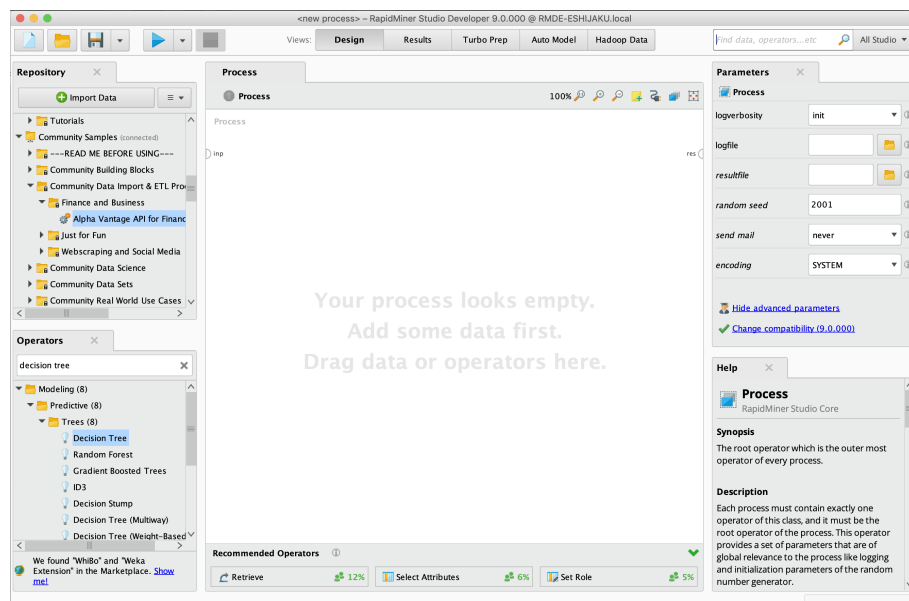 <new process> – RapidMiner Studio Developer 9.0.000 @ RMDE-ESHIJAKU.local
Views: Design Results Turbo Prep Auto Model Hadoop Data
Find data, operators...etc All Studio
Repository
Import Data
Tutorials
Community Samples (connected)
---READ ME BEFORE USING---
Community Building Blocks
Community Data Import & ETL Pro
Finance and Business
Alpha Vantage API for Financ
Just for Fun
Webscraping and Social Media
Community Data Science
Community Data Sets
Community Real World Use Cases
Operators
decision tree
Modeling (8)
Predictive (8)
Trees (8)
Decision Tree
Random Forest
Gradient Boosted Trees
ID3
Decision Stump
Decision Tree (Multiway)
Decision Tree (Weight-Based
We found "WhiBo" and "Weka
Extension" in the Marketplace. Show
me!
Process
Process 100%
Process
inp res
Your process looks empty.
Add some data first.
Drag data or operators here.
Recommended Operators
Retrieve 12% Select Attributes 6% Set Role 5%
Parameters
Process
logverbosity init
logfile
resultfile
random seed 2001
send mail never
encoding SYSTEM
Hide advanced parameters
Change compatibility (9.0.000)
Help
Process
RapidMiner Studio Core
Synopsis
The root operator which is the outer most
operator of every process.
Description
Each process must contain exactly one
operator of this class, and it must be the
root operator of the process. This operator
provides a set of parameters that are of
global relevance to the process like logging
and initialization parameters of the random
number generator.